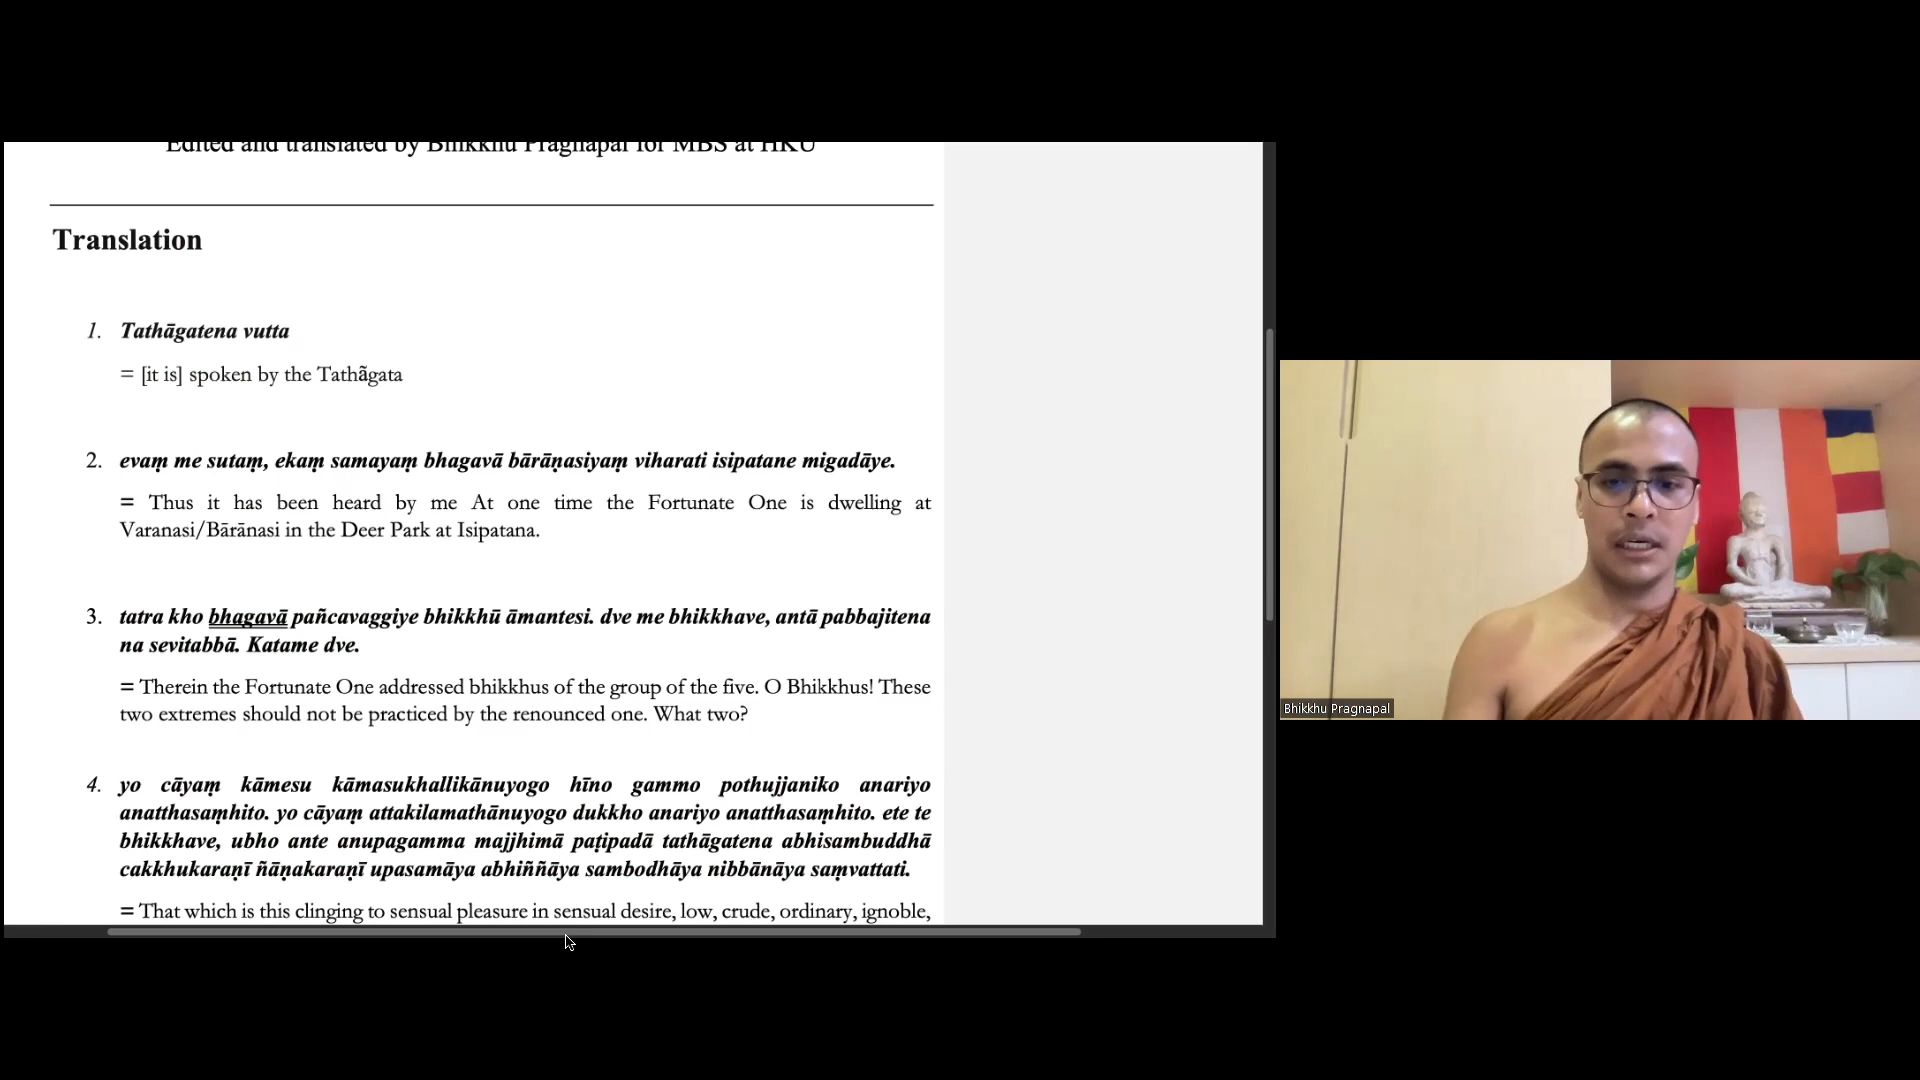 Edited and translated by Bhikkhu Pragnapal for MBS at HKU
Translation
1. Tathāgatena vutta
= [it is] spoken by the Tathãgata
2. evaṃ me sutaṃ, ekaṃ samayaṃ bhagavā bārāṇasiyaṃ viharati isipatane migadāye.
= Thus it has been heard by me At one time the Fortunate One is dwelling at
Varanasi/Bārānasi in the Deer Park at Isipatana.
3. tatra kho bhagavā pañcavaggiye bhikkhū āmantesi. dve me bhikkhave, antā pabbajitena
na sevitabbā. Katame dve.
= Therein the Fortunate One addressed bhikkhus of the group of the five. O Bhikkhus! These
two extremes should not be practiced by the renounced one. What two?
4. yo cāyaṃ kāmesu kāmasukhallikānuyogo hīno gammo pothujjaniko anariyo
anatthasaṃhito. yo cāyaṃ attakilamathānuyogo dukkho anariyo anatthasaṃhito. ete te
bhikkhave, ubho ante anupagamma majjhimā paṭipadā tathāgatena abhisambuddhā
cakkhukaraṇī ñāṇakaraṇī upasamāya abhiññāya sambodhāya nibbānāya saṃvattati.
= That which is this clinging to sensual pleasure in sensual desire, low, crude, ordinary, ignoble,
Bhikkhu Pragnapal